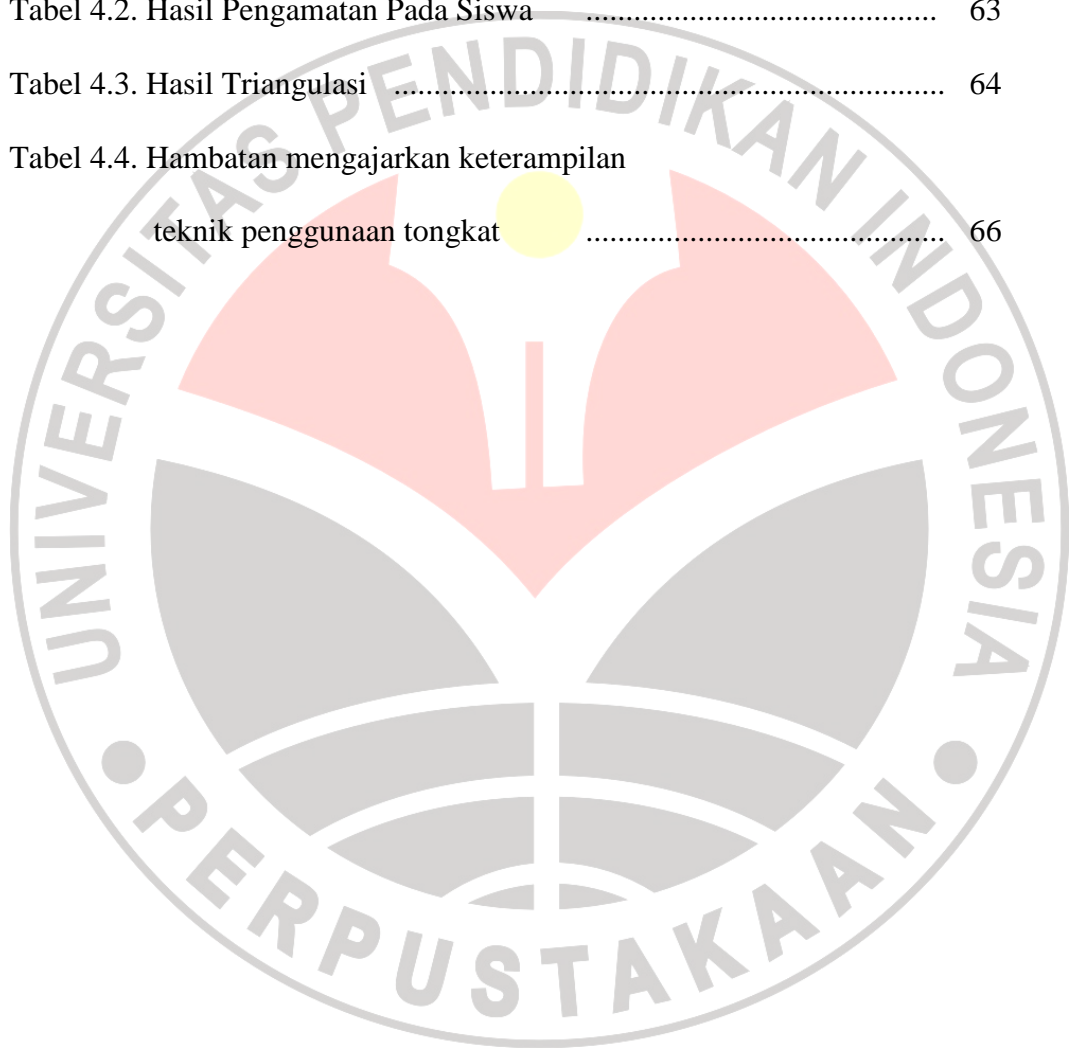 Tabel 4.2. Hasil Pengamatan Pada Siswa ..................................... 63
Tabel 4.3. Hasil Triangulasi .......................................................... 64
Tabel 4.4. Hambatan mengajarkan keterampilan
teknik penggunaan tongkat ...................................... 66
UNIVERSITAS PENDIDIKAN INDONESIA
PERPUSTAKAAN